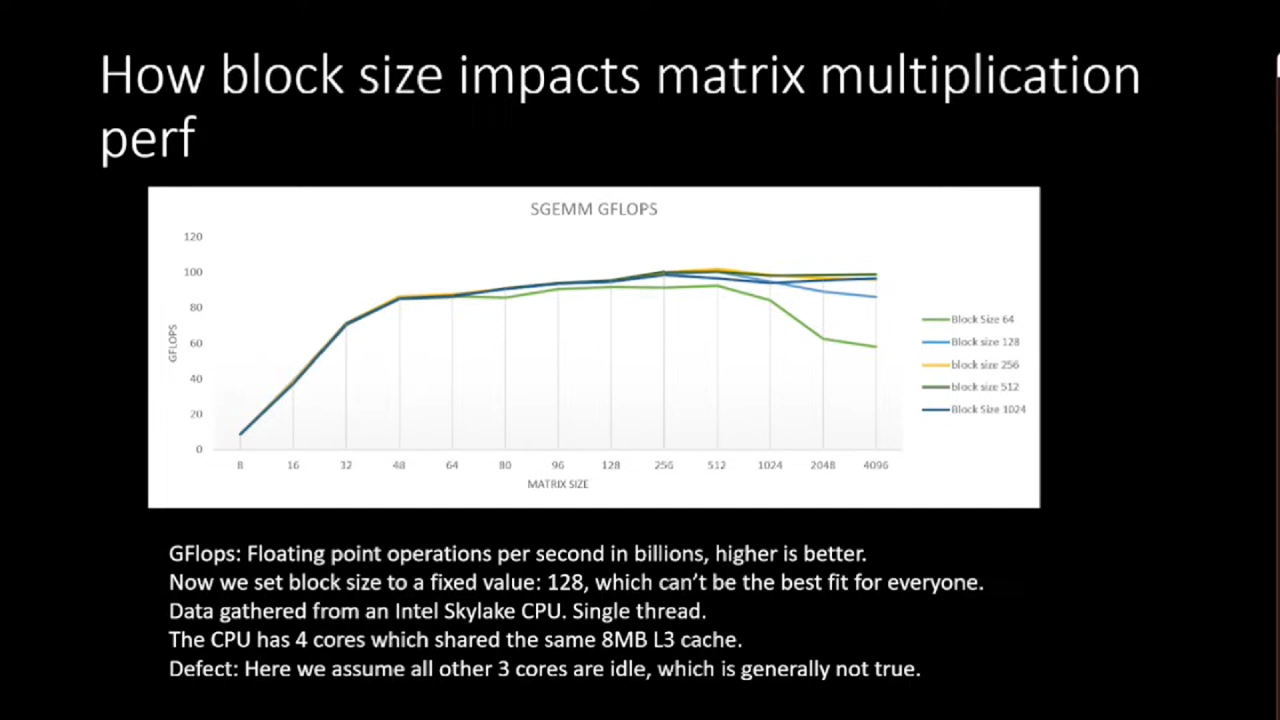 How block size impacts matrix multiplication
perf
SGEMM GFLOPS
120
100
80
60
40
20
0
GFLOPS
8 16 32 48 64 80 96 128 256 512 1024 2048 4096
MATRIX SIZE
Block Size 64
Block size 128
block size 256
block size 512
Block Size 1024
GFlops: Floating point operations per second in billions, higher is better.
Now we set block size to a fixed value: 128, which can't be the best fit for everyone.
Data gathered from an Intel Skylake CPU. Single thread.
The CPU has 4 cores which shared the same 8MB L3 cache.
Defect: Here we assume all other 3 cores are idle, which is generally not true.